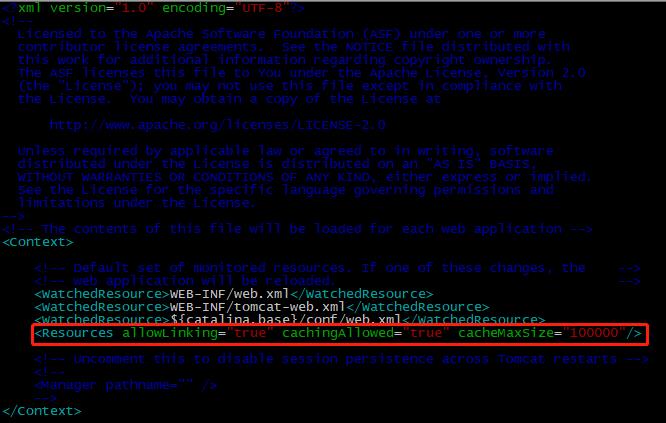 <?xml version="1.0" encoding="UTF-8"?>
<!--
  Licensed to the Apache Software Foundation (ASF) under one or more
  contributor license agreements.  See the NOTICE file distributed with
  this work for additional information regarding copyright ownership.
  The ASF licenses this file to You under the Apache License, Version 2.0
  (the "License"); you may not use this file except in compliance with
  the License.  You may obtain a copy of the License at
      http://www.apache.org/licenses/LICENSE-2.0
  Unless required by applicable law or agreed to in writing, software
  distributed under the License is distributed on an "AS IS" BASIS,
  WITHOUT WARRANTIES OR CONDITIONS OF ANY KIND, either express or implied.
  See the License for the specific language governing permissions and
  limitations under the License.
-->
<!-- The contents of this file will be loaded for each web application -->
<Context>
    <!-- Default set of monitored resources. If one of these changes, the    -->
    <!-- web application will be reloaded.                                   -->
    <WatchedResource>WEB-INF/web.xml</WatchedResource>
    <WatchedResource>WEB-INF/tomcat-web.xml</WatchedResource>
    <WatchedResource>${catalina.base}/conf/web.xml</WatchedResource>
    <Resources allowLinking="true" cachingAllowed="true" cacheMaxSize="100000"/>
    <!-- Uncomment this to disable session persistence across Tomcat restarts -->
    <!--
    <Manager pathname="" />
    -->
</Context>